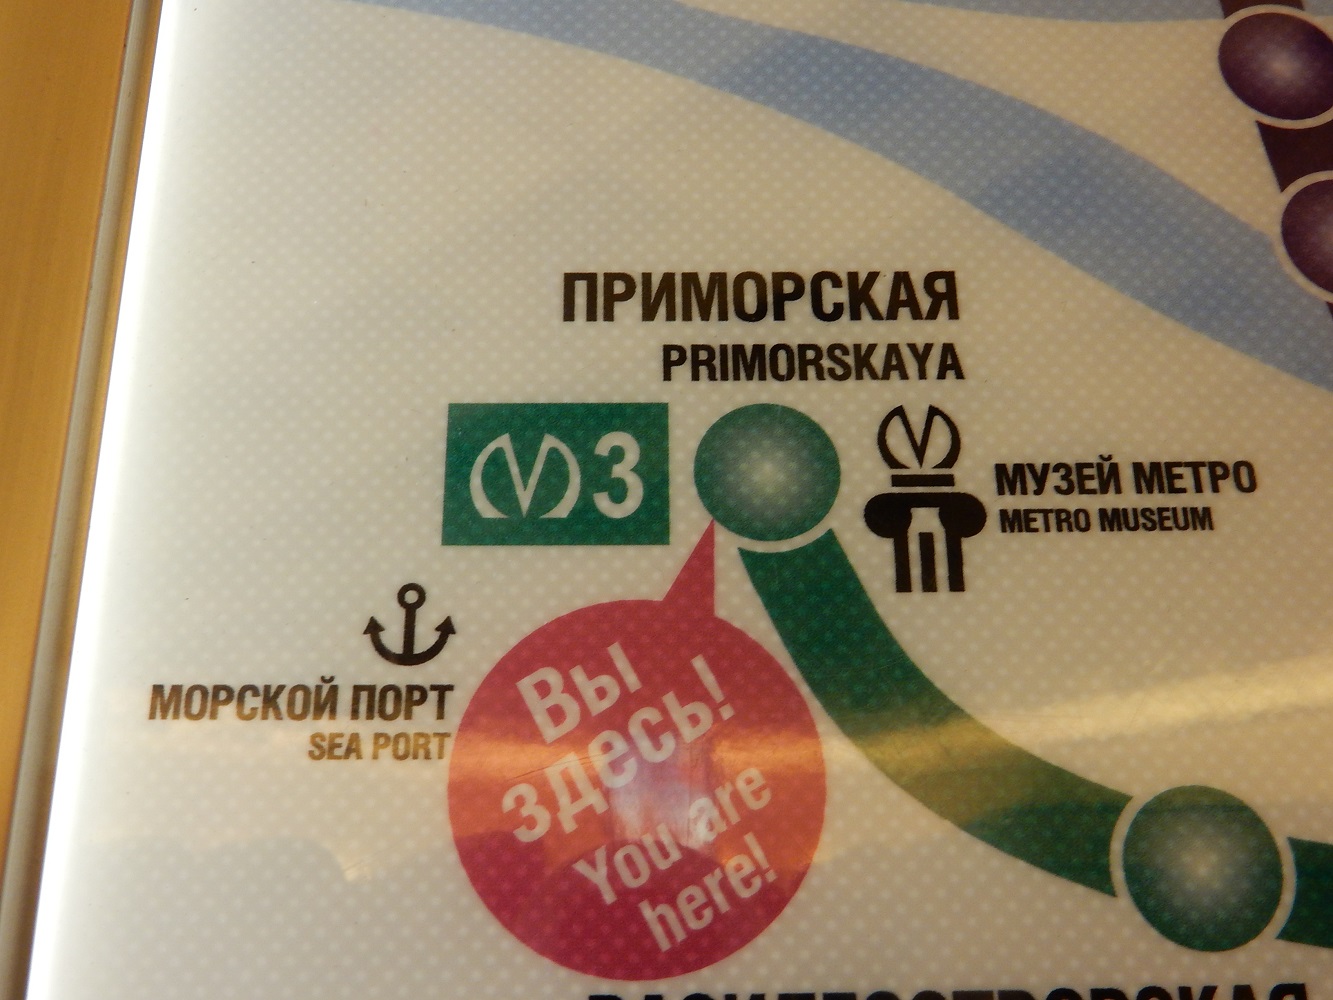 ПРИМОРСКАЯ
PRIMORSKAYA
3
МУЗЕЙ МЕТРО
METRO MUSEUM
МОРСКОЙ ПОРТ
SEA PORT
Вы
здесь!
You are
here!